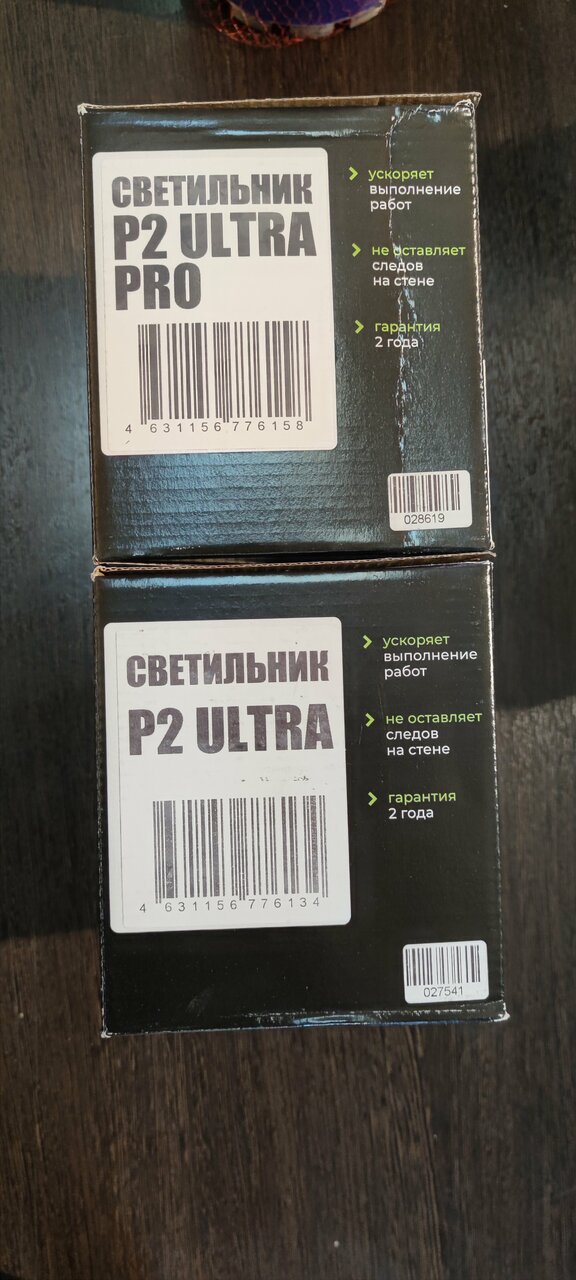 СВЕТИЛЬНИК
P2 ULTRA
PRO
4 631156 776158
ускоряет
выполнение
работ
не оставляет
следов
на стене
гарантия
2 года
028619
СВЕТИЛЬНИК
P2 ULTRA
4 631156 776134
ускоряет
выполнение
работ
не оставляет
следов
на стене
гарантия
2 года
027541